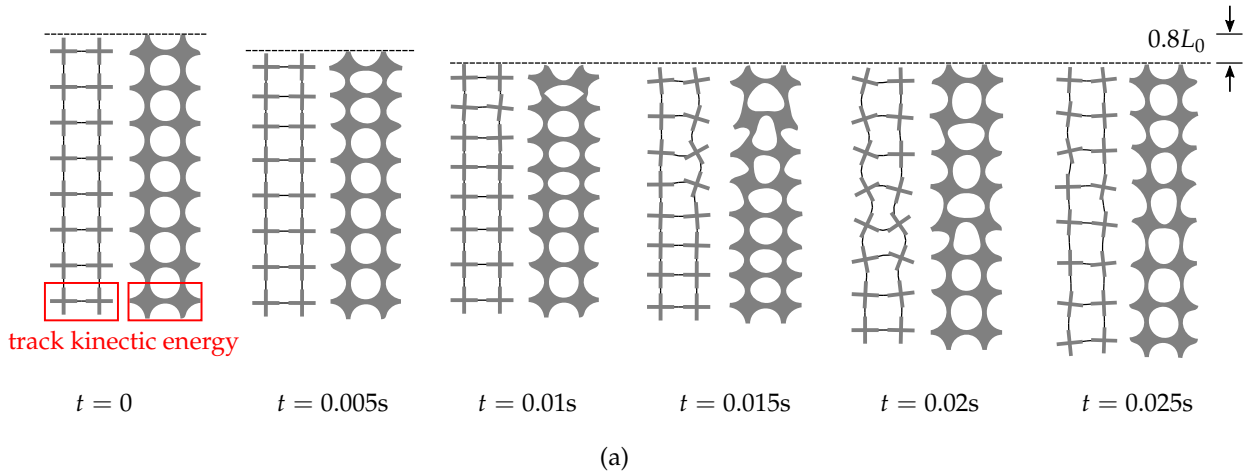 0.8L₀
track kinetic energy
t = 0
t = 0.005s
t = 0.01s
t = 0.015s
t = 0.02s
t = 0.025s
(a)